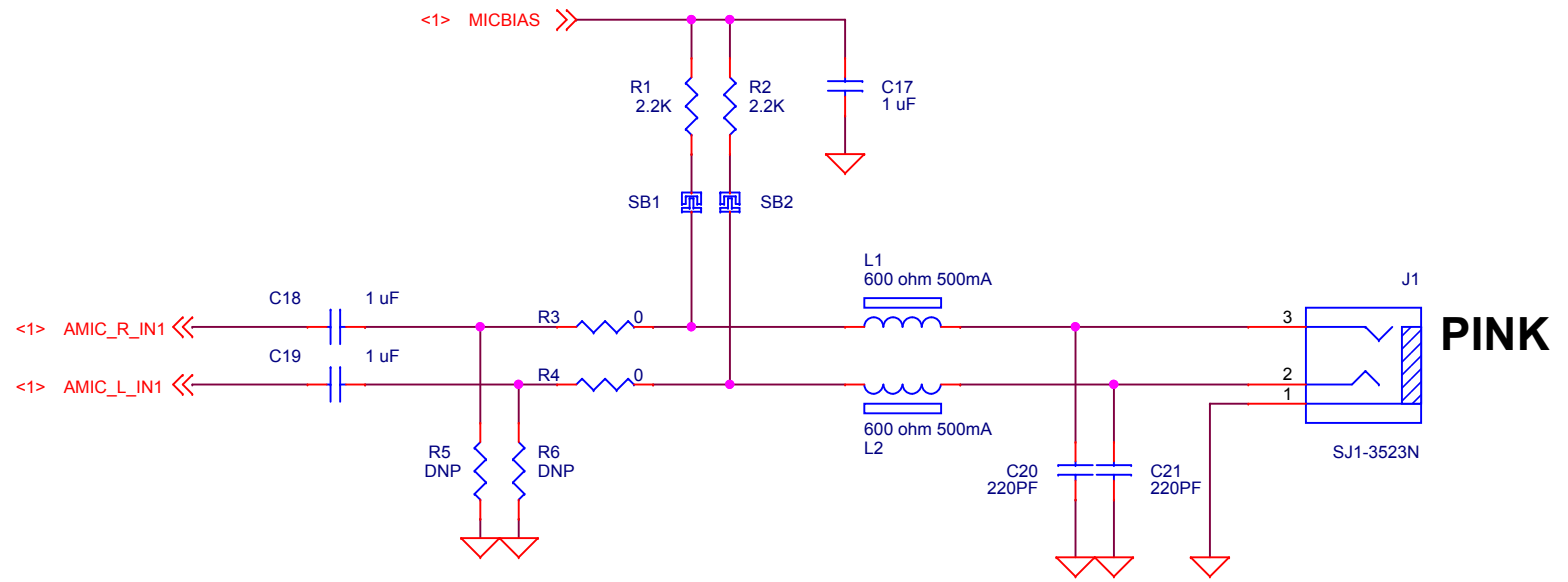 <1> MICBIAS
R1
2.2K
R2
2.2K
C17
1 uF
SB1
SB2
L1
600 ohm 500mA
J1
C18
1 uF
<1> AMIC_R_IN1
R3
0
3
PINK
C19
1 uF
<1> AMIC_L_IN1
R4
0
2
1
600 ohm 500mA
L2
R5
DNP
R6
DNP
SJ1-3523N
C20
220PF
C21
220PF